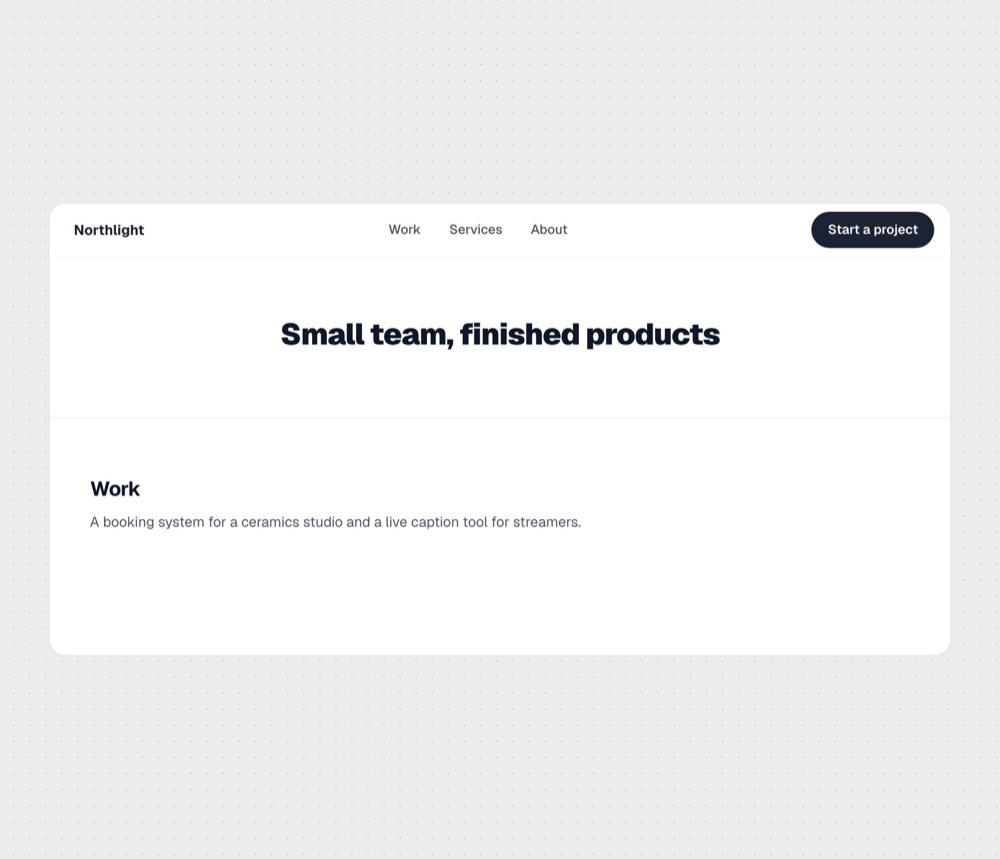 Northlight
Work
Services
About
Start a project
Small team, finished products
Work
A booking system for a ceramics studio and a live caption tool for streamers.